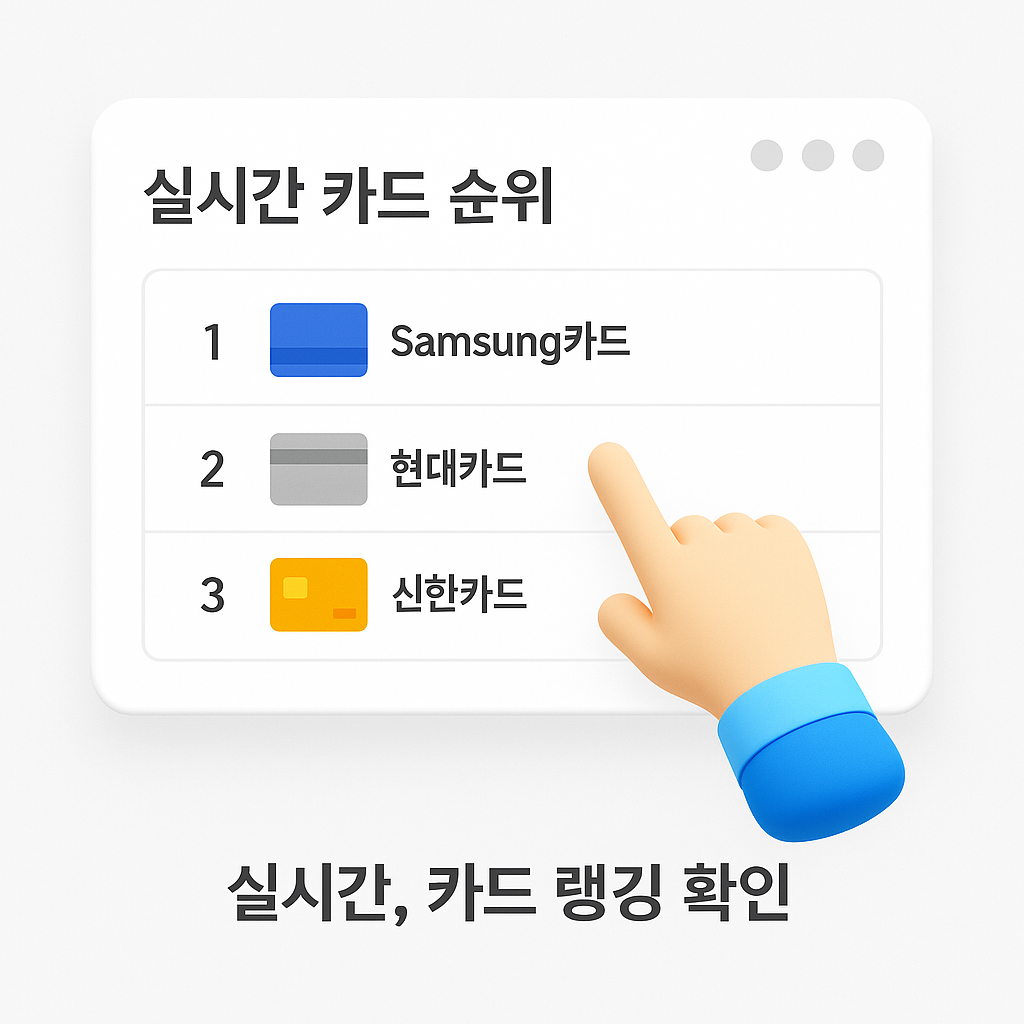 실시간 카드 순위
1 Samsung카드
2 현대카드
3 신한카드
실시간, 카드 랭깅 확인